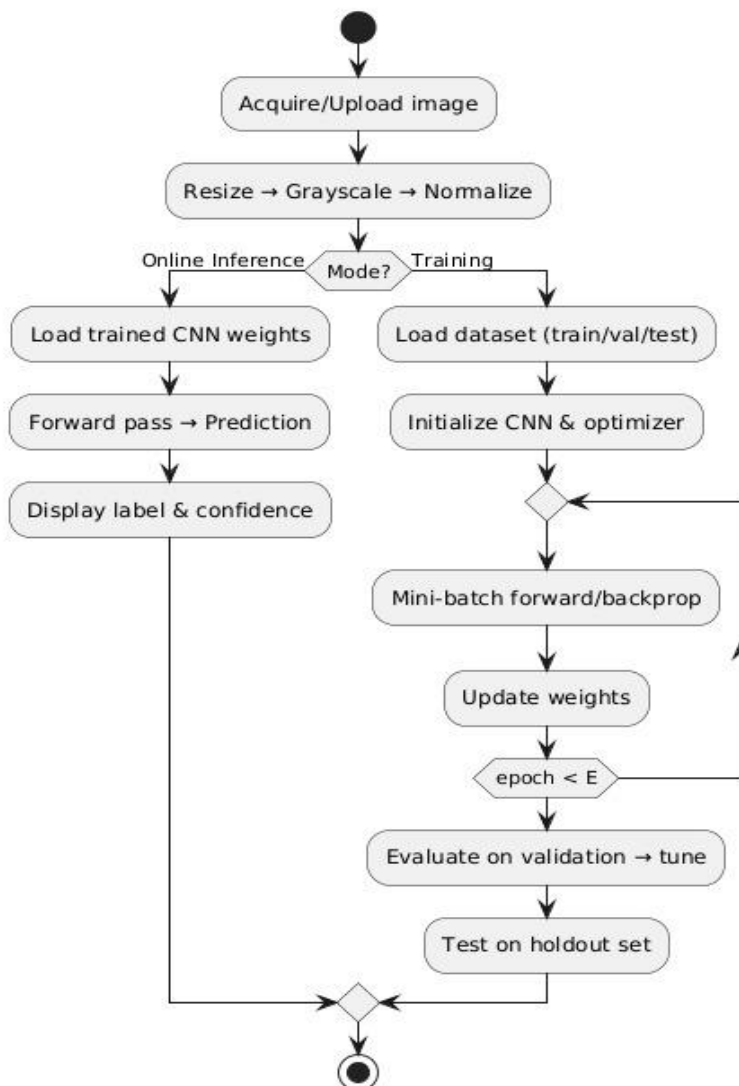 Acquire/Upload image
Resize → Grayscale → Normalize
Online Inference
Mode?
Training
Load trained CNN weights
Load dataset (train/val/test)
Forward pass → Prediction
Initialize CNN & optimizer
Display label & confidence
Mini-batch forward/backprop
Update weights
epoch < E
Evaluate on validation → tune
Test on holdout set